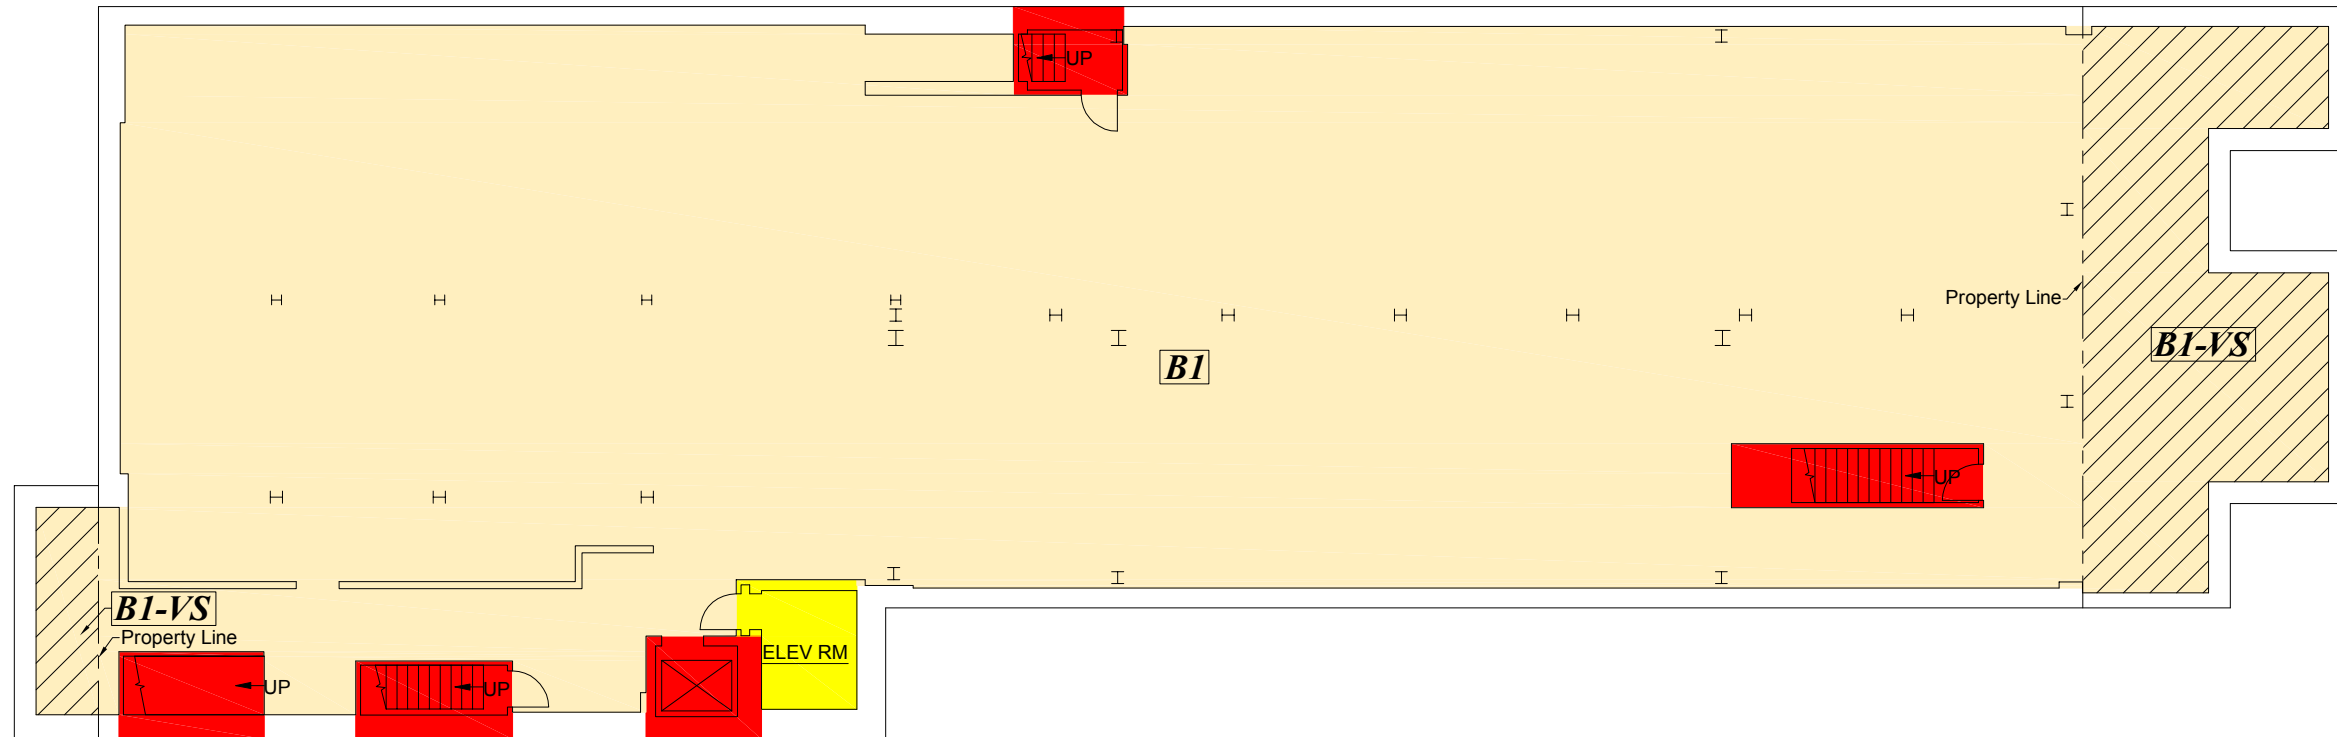 UP
Property Line
B1-VS
B1
UP
B1-VS
Property Line
ELEV RM
UP
UP